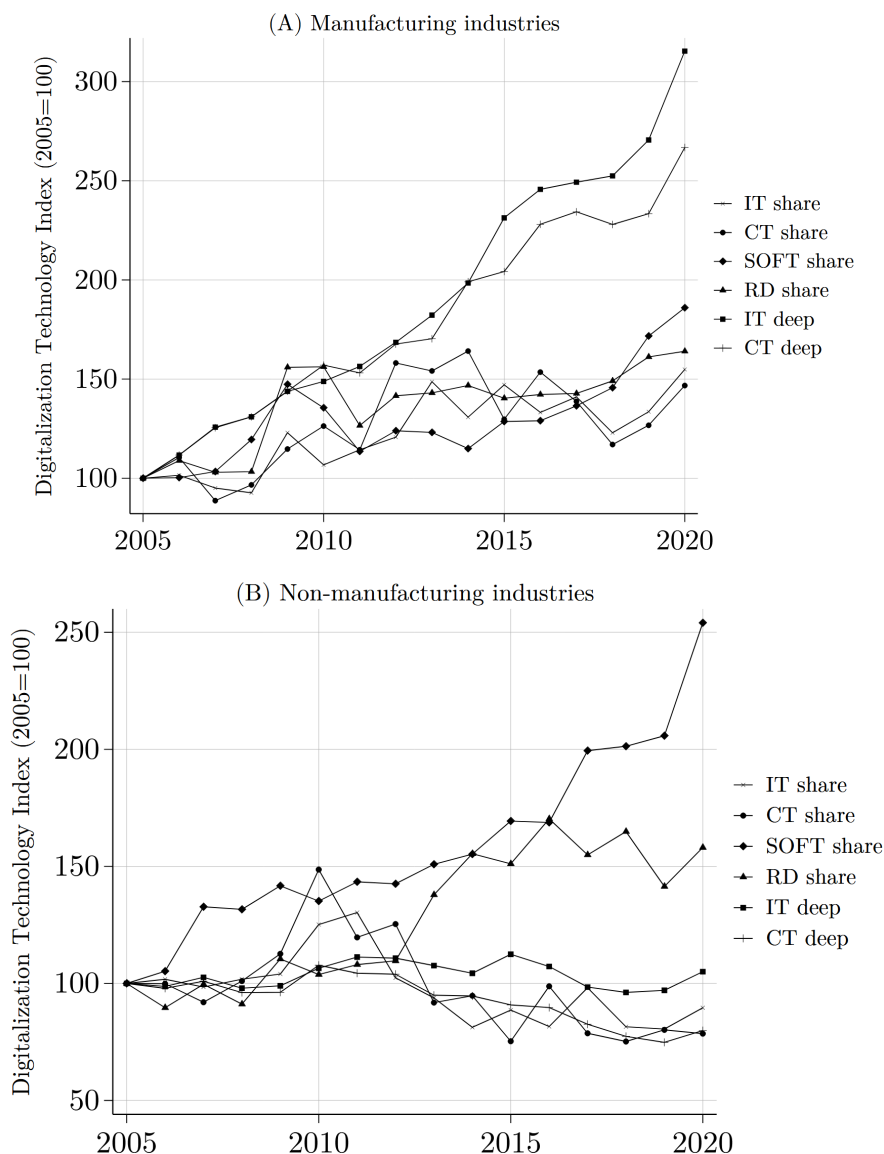 (A) Manufacturing industries
Digitalization Technology Index (2005=100)
300
250
200
150
100
2005 2010 2015 2020
IT share
CT share
SOFT share
RD share
IT deep
CT deep
(B) Non-manufacturing industries
Digitalization Technology Index (2005=100)
250
200
150
100
50
2005 2010 2015 2020
IT share
CT share
SOFT share
RD share
IT deep
CT deep